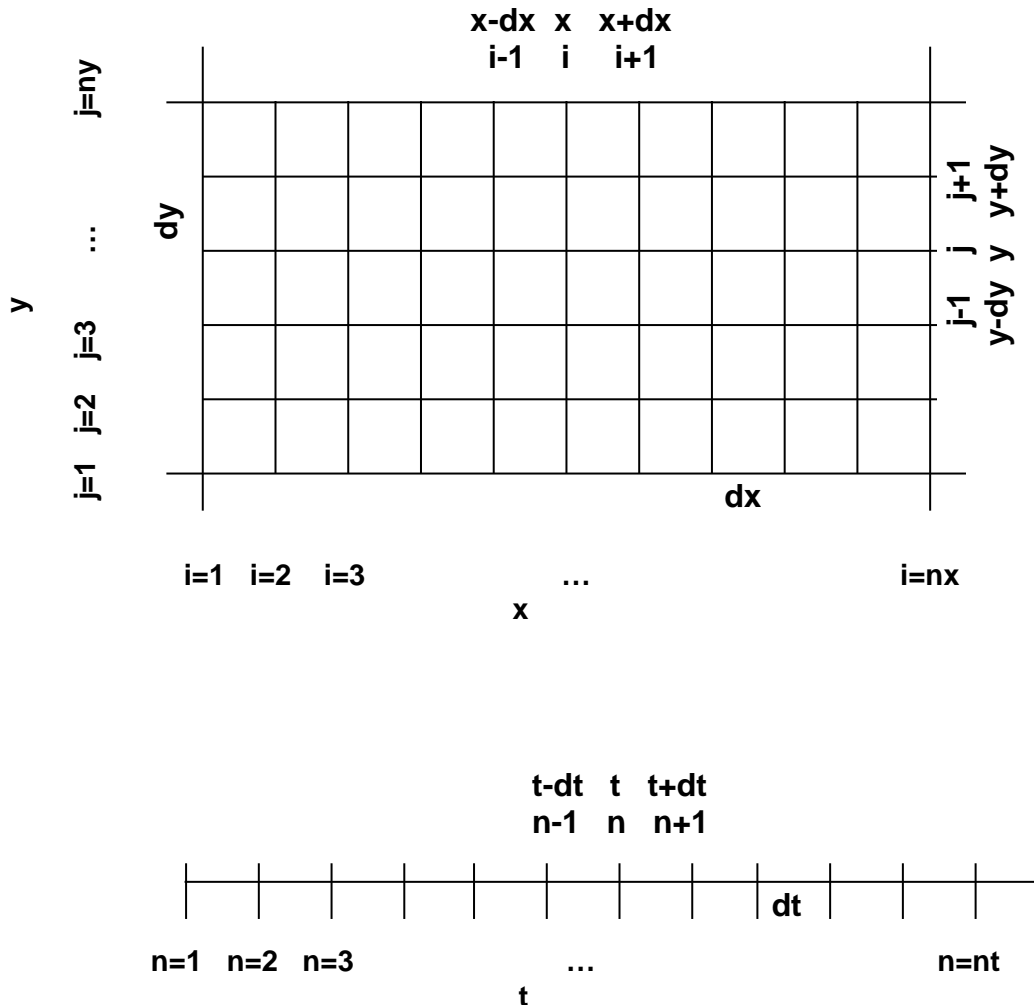 x-dx x x+dx
i-1 i i+1
j=ny
…
j=3
j=2
j=1
y
dy
j+1
y+dy
j
y
j-1
y-dy
dx
i=1 i=2 i=3 … i=nx
x
t-dt t t+dt
n-1 n n+1
dt
n=1 n=2 n=3 … n=nt
t